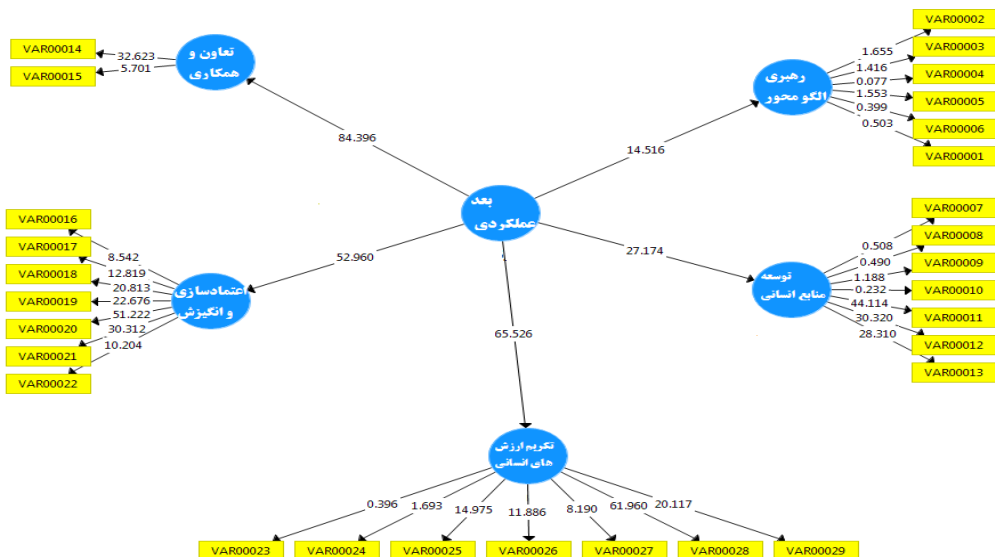 VAR00014
VAR00015
32.623
5.701
تعاون و
همکاری
84.396
رهبری
الگو محور
1.655
1.416
0.077
1.553
0.399
0.503
VAR00002
VAR00003
VAR00004
VAR00005
VAR00006
VAR00001
14.516
بعد
عملکردی
VAR00016
VAR00017
VAR00018
VAR00019
VAR00020
VAR00021
VAR00022
8.542
12.819
20.813
22.676
51.222
30.312
10.204
اعتمادسازی
و انگیزش
52.960
27.174
توسعه
منابع انسانی
0.508
0.490
1.188
0.232
44.114
30.320
28.310
VAR00007
VAR00008
VAR00009
VAR00010
VAR00011
VAR00012
VAR00013
65.526
تکریم ارزش
های انسانی
0.396
1.693
14.975
11.886
8.190
61.960
20.117
VAR00023
VAR00024
VAR00025
VAR00026
VAR00027
VAR00028
VAR00029